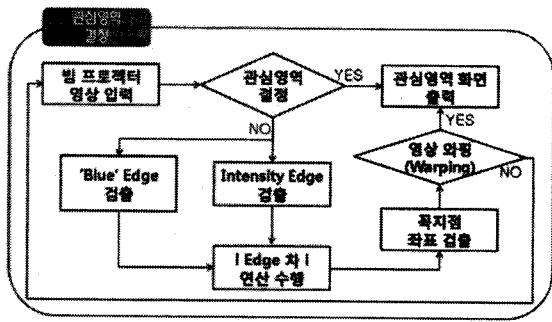 관심영역
결정
빔 프로젝터
영상 입력
관심영역
결정
YES
관심영역 화면
출력
NO
YES
'Blue' Edge
검출
Intensity Edge
검출
영상 와핑
(Warping)
NO
꼭지점
좌표 검출
| Edge 차 |
연산 수행